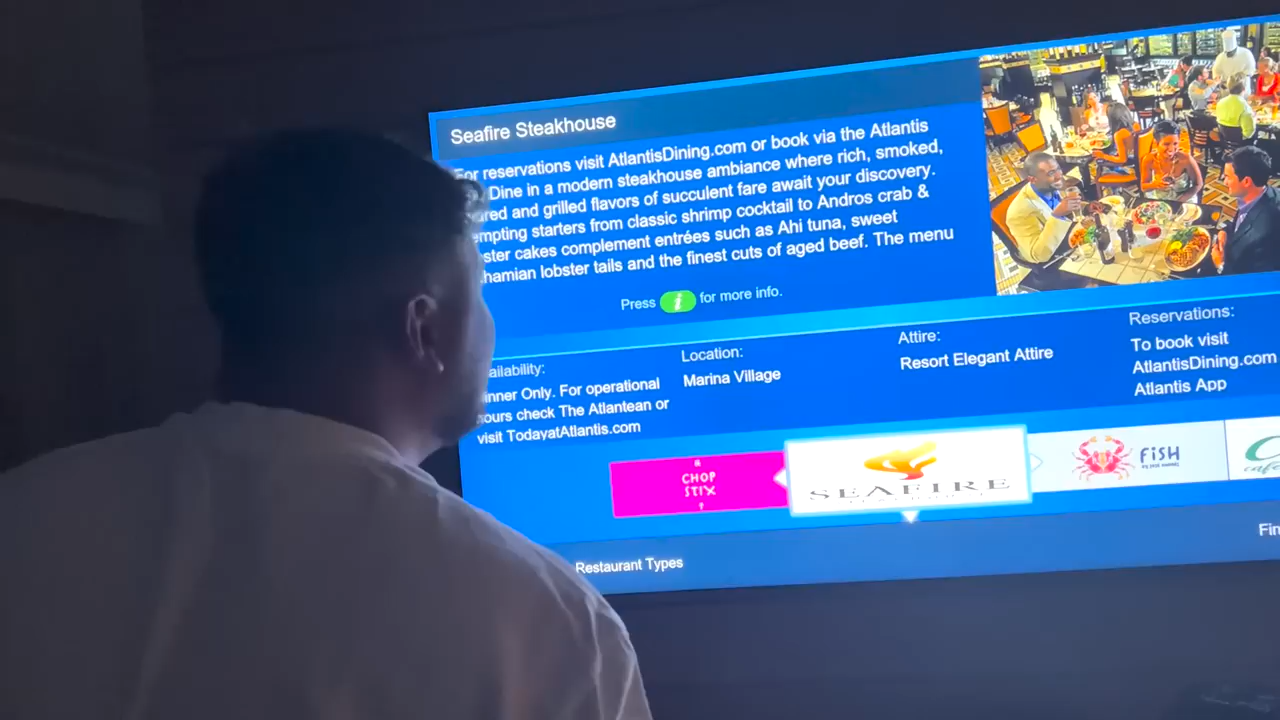 Seafire Steakhouse
For reservations visit AtlantisDining.com or book via the Atlantis
Dine in a modern steakhouse ambiance where rich, smoked,
and grilled flavors of succulent fare await your discovery.
starters from classic shrimp cocktail to Andros crab &
cakes complement entrées such as Ahi tuna, sweet
lobster tails and the finest cuts of aged beef. The menu
Press i for more info.
Location:
Marina Village
Attire:
Resort Elegant Attire
Reservations:
To book visit
AtlantisDining.com
Atlantis App
Only. For operational
check The Atlantean or
visit TodayatAtlantis.com
CHOP
STIX
SEAFIRE
FISH
Restaurant Types